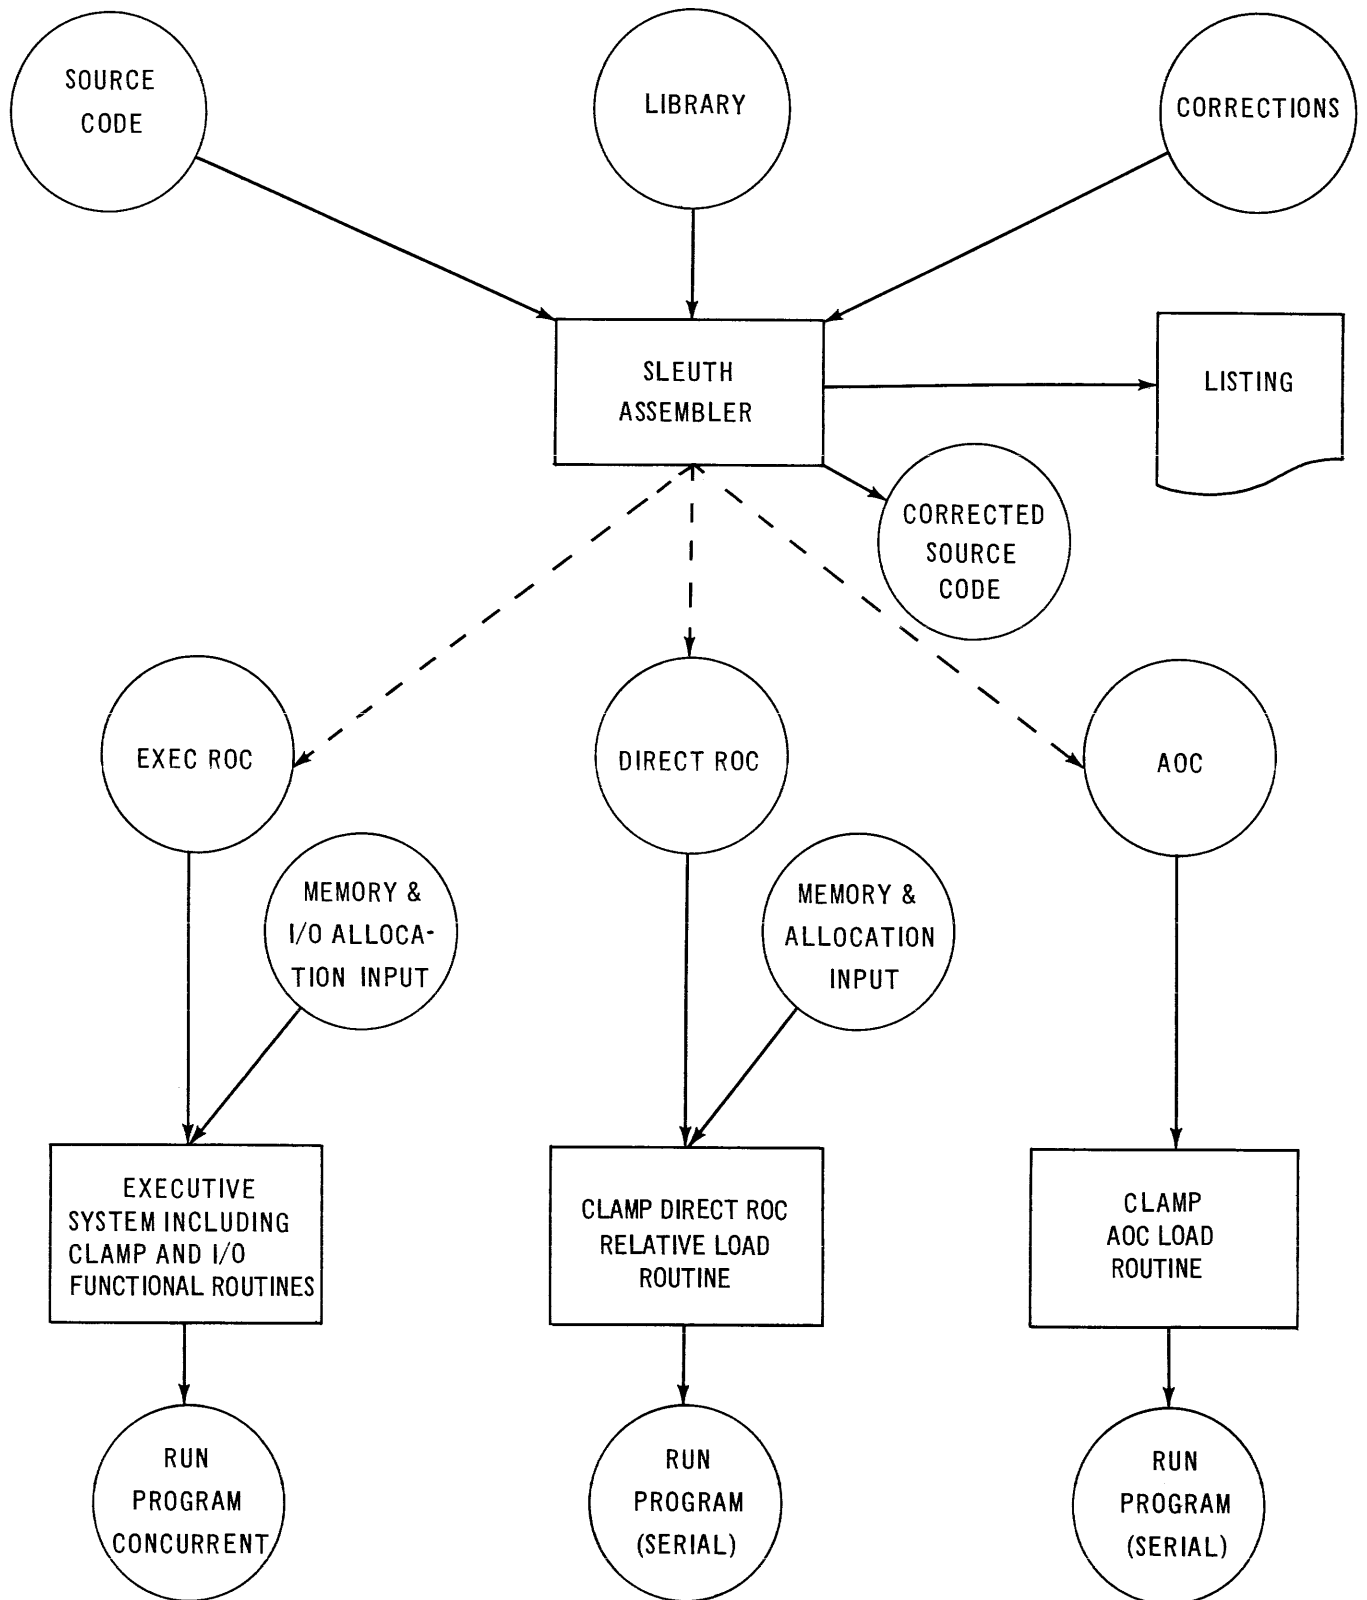 SOURCE
CODE
LIBRARY
CORRECTIONS
SLEUTH
ASSEMBLER
LISTING
CORRECTED
SOURCE
CODE
EXEC ROC
DIRECT ROC
AOC
MEMORY &
I/O ALLOCA-
TION INPUT
MEMORY &
ALLOCATION
INPUT
EXECUTIVE
SYSTEM INCLUDING
CLAMP AND I/O
FUNCTIONAL ROUTINES
CLAMP DIRECT ROC
RELATIVE LOAD
ROUTINE
CLAMP
AOC LOAD
ROUTINE
RUN
PROGRAM
CONCURRENT
RUN
PROGRAM
(SERIAL)
RUN
PROGRAM
(SERIAL)